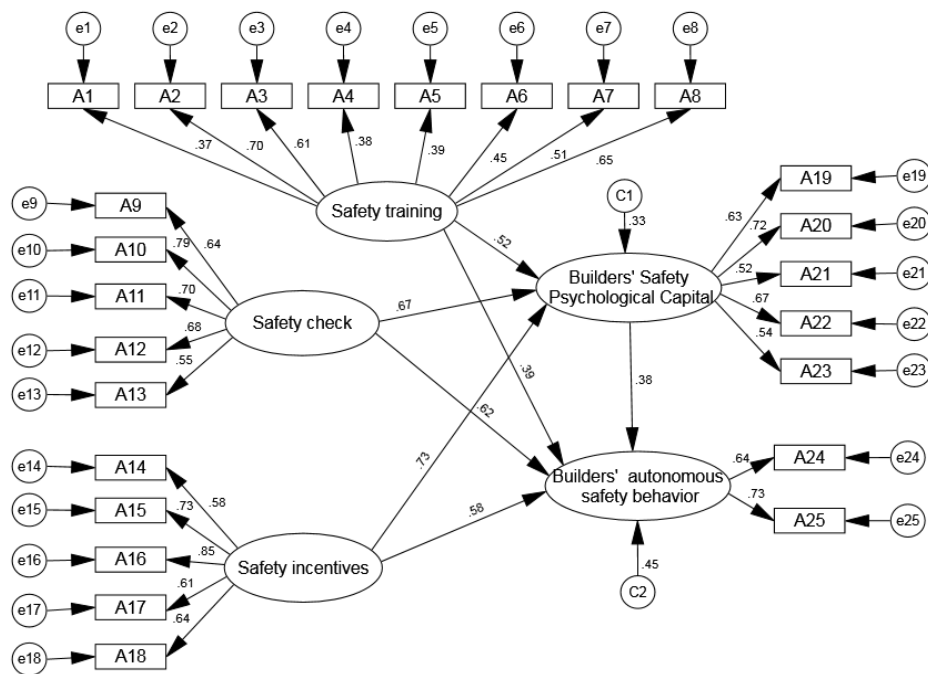 e1 e2 e3 e4 e5 e6 e7 e8
A1 A2 A3 A4 A5 A6 A7 A8
.37 .70 .61 .38 .39 .45 .51 .65
Safety training
e9 A9 .64
e10 A10 .79
e11 A11 .70
e12 A12 .68
e13 A13 .55
Safety check
C1
.33
.52
.67
.39
.62
Builders' Safety
Psychological Capital
.63 A19 e19
.72 A20 e20
.52 A21 e21
.67 A22 e22
.54 A23 e23
.38
e14 A14 .58
e15 A15 .73
e16 A16 .85
e17 A17 .61
e18 A18 .64
Safety incentives
.73
.58
Builders' autonomous
safety behavior
.64 A24 e24
.73 A25 e25
.45
C2